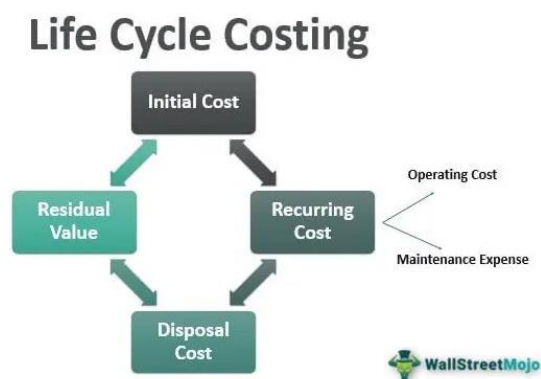 Life Cycle Costing
Initial Cost
Operating Cost
Residual
Value
Recurring
Cost
Maintenance Expense
Disposal
Cost
WallStreetMojo